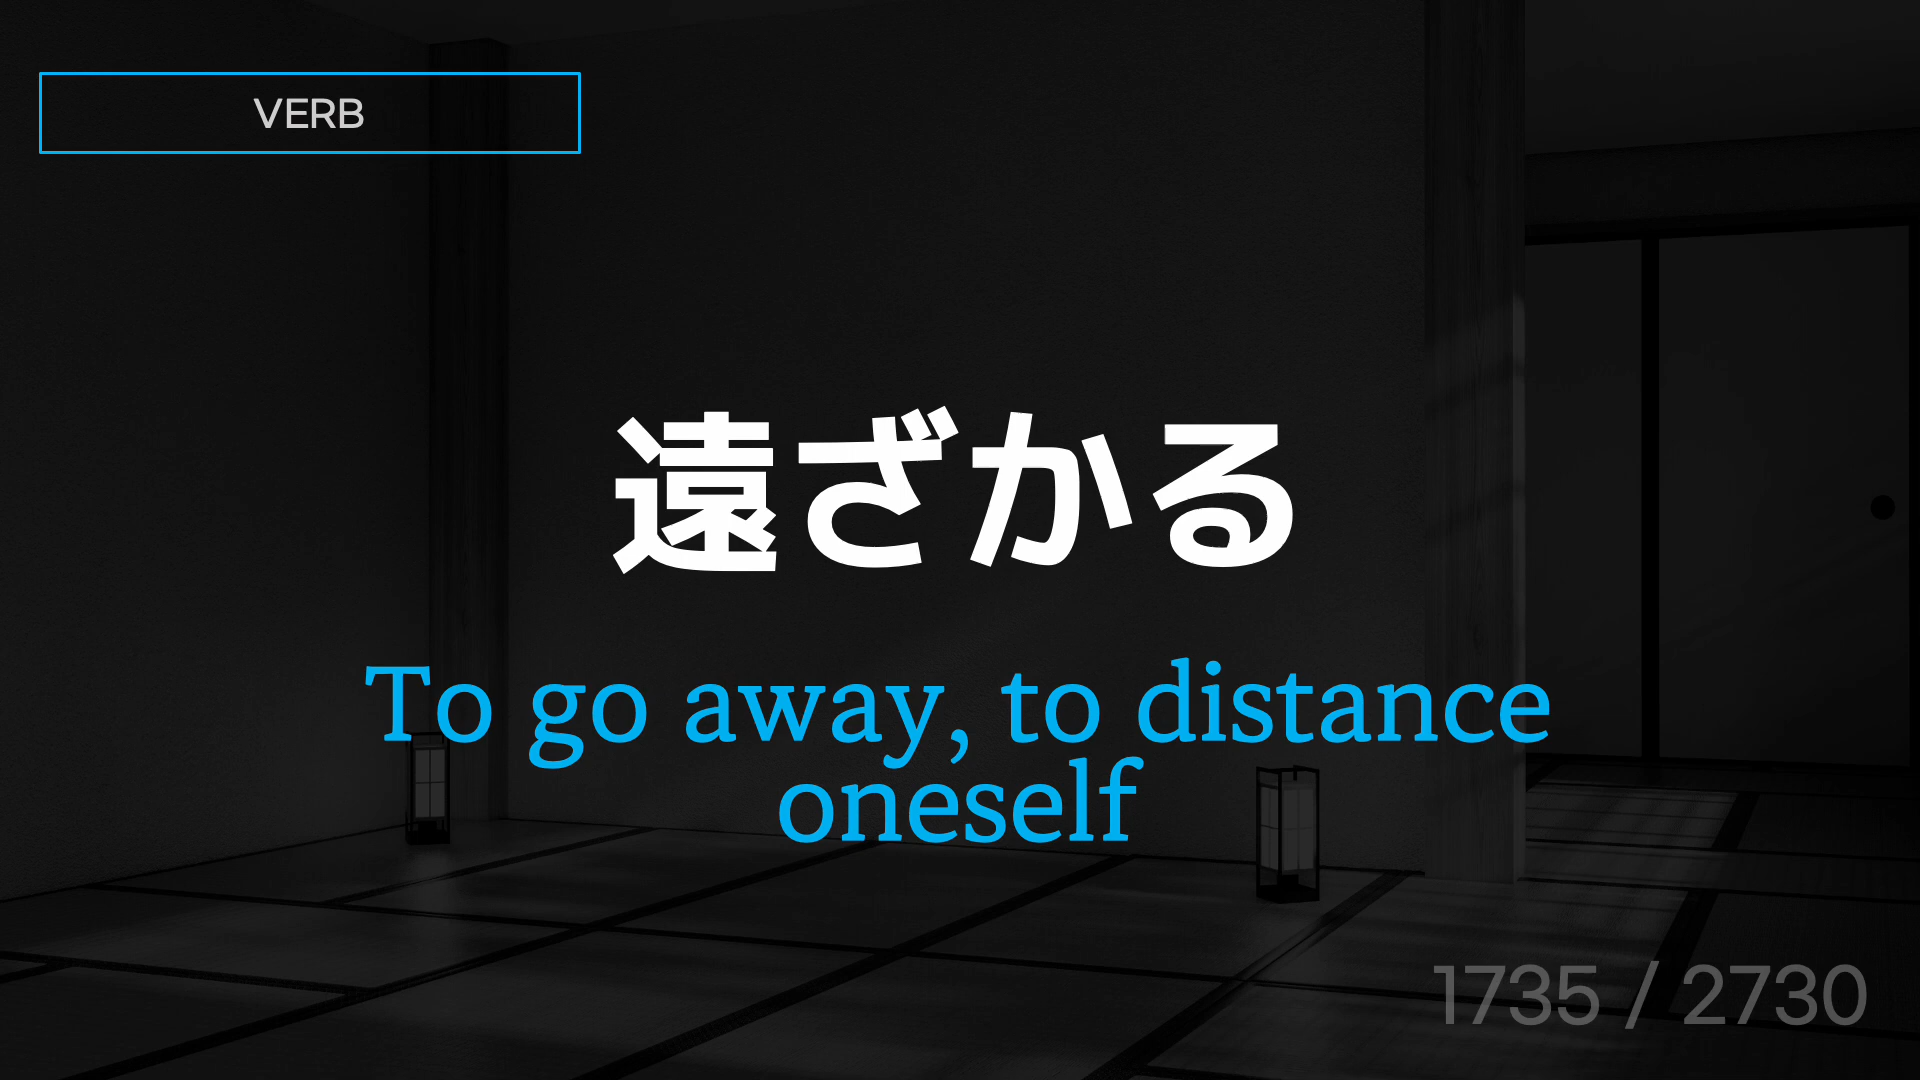 VERB
遠ざかる
To go away, to distance
oneself
1735 / 2730